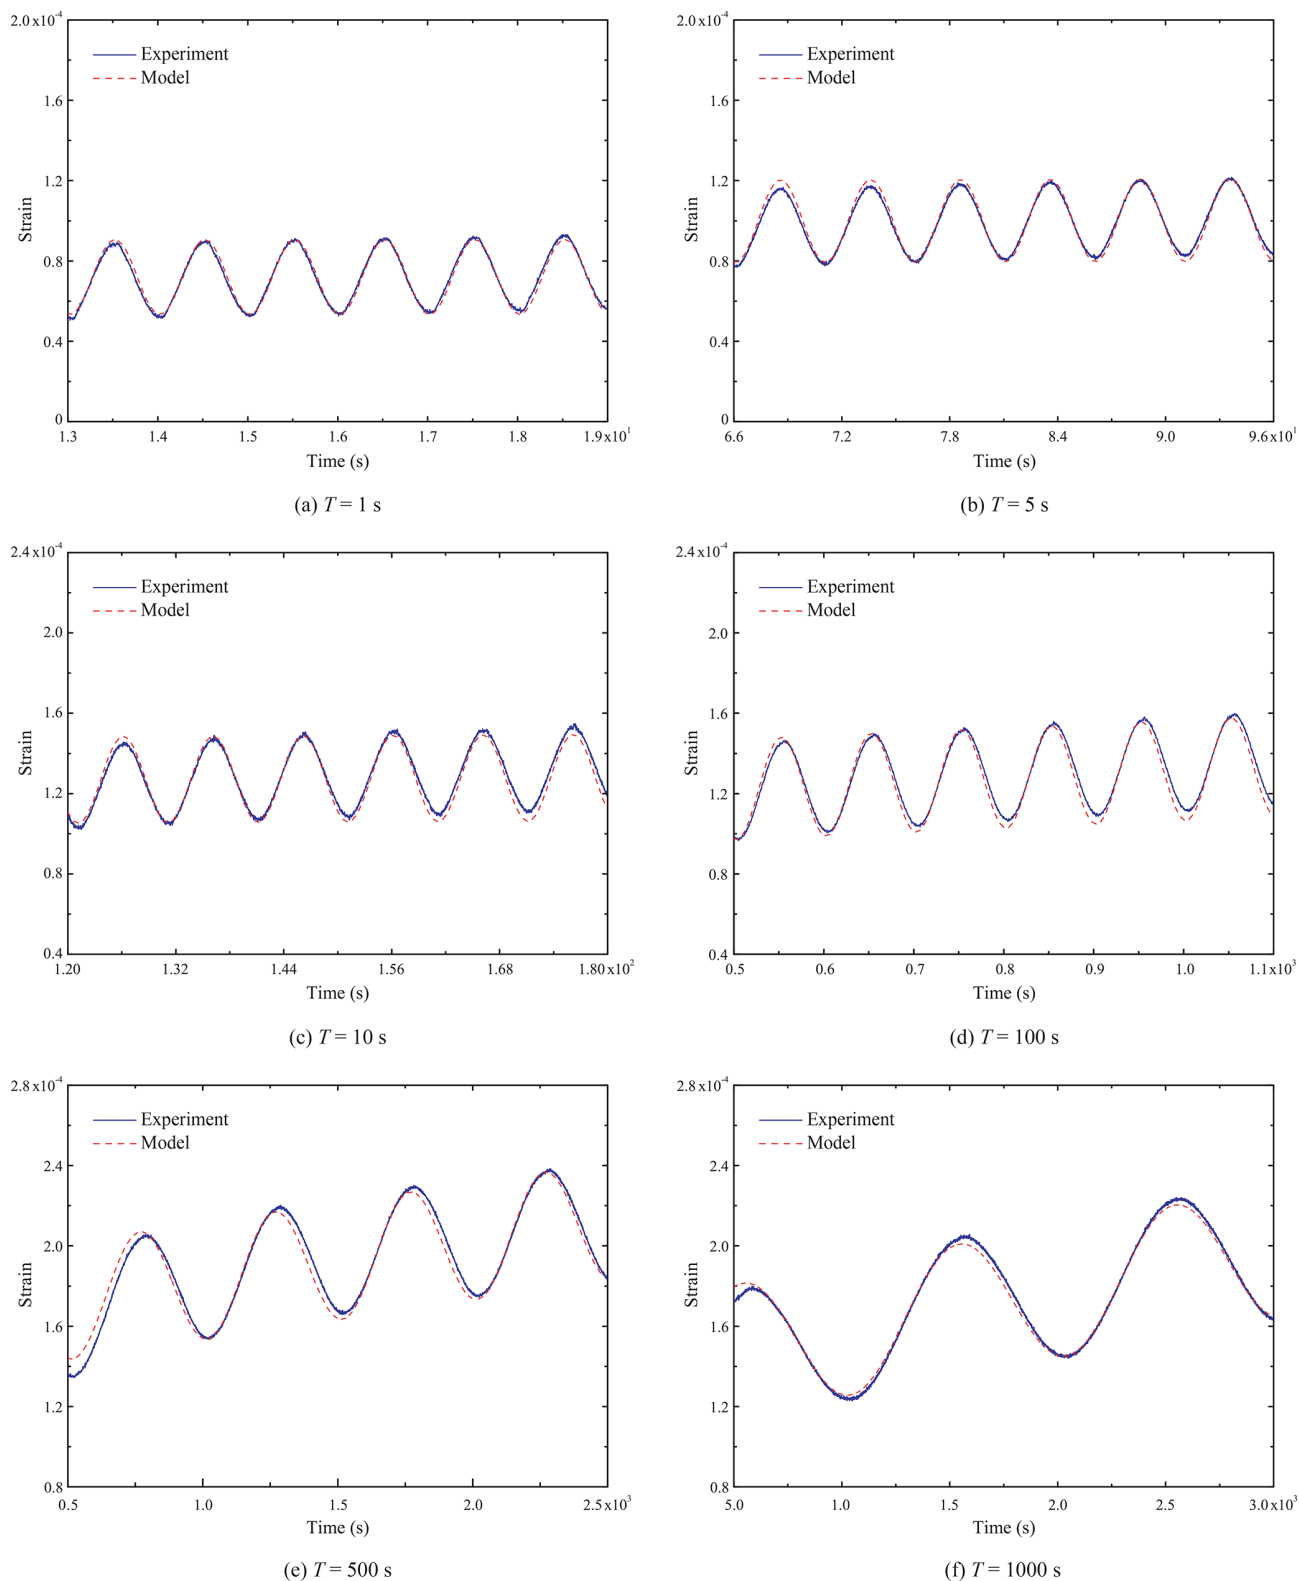 2.0x10⁻⁴
Experiment
Model
1.6
1.2
Strain
0.8
0.4
0
1.3 1.4 1.5 1.6 1.7 1.8 1.9x10¹
Time (s)
(a) T = 1 s
2.0x10⁻⁴
Experiment
Model
1.6
1.2
Strain
0.8
0.4
0
6.6 7.2 7.8 8.4 9.0 9.6x10¹
Time (s)
(b) T = 5 s
2.4x10⁻⁴
Experiment
Model
2.0
1.6
Strain
1.2
0.8
0.4
1.20 1.32 1.44 1.56 1.68 1.80x10²
Time (s)
(c) T = 10 s
2.4x10⁻⁴
Experiment
Model
2.0
1.6
Strain
1.2
0.8
0.4
0.5 0.6 0.7 0.8 0.9 1.0 1.1x10³
Time (s)
(d) T = 100 s
2.8x10⁻⁴
Experiment
Model
2.4
2.0
Strain
1.6
1.2
0.8
0.5 1.0 1.5 2.0 2.5x10³
Time (s)
(e) T = 500 s
2.8x10⁻⁴
Experiment
Model
2.4
2.0
Strain
1.6
1.2
0.8
5.0 1.0 1.5 2.0 2.5 3.0x10³
Time (s)
(f) T = 1000 s